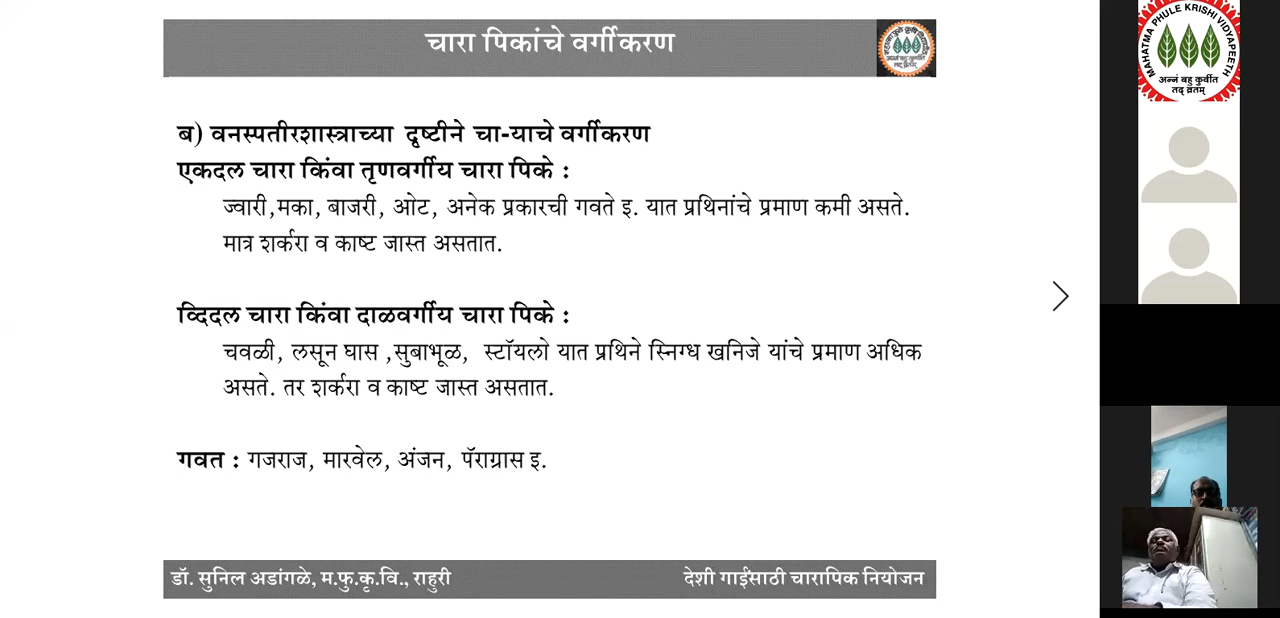 चारा पिकांचे वर्गीकरण
ब) वनस्पतीरशास्त्राच्या दृष्टीने चा-याचे वर्गीकरण
एकदल चारा किंवा तृणवर्गीय चारा पिके :
ज्वारी,मका, बाजरी, ओट, अनेक प्रकारची गवते इ. यात प्रथिनांचे प्रमाण कमी असते.
मात्र शर्करा व काष्ट जास्त असतात.
व्दिदल चारा किंवा दाळवर्गीय चारा पिके :
चवळी, लसून घास ,सुबाभूळ, स्टॉयलो यात प्रथिने स्निग्ध खनिजे यांचे प्रमाण अधिक
असते. तर शर्करा व काष्ट जास्त असतात.
गवत : गजराज, मारवेल, अंजन, पॅराग्रास इ.
डॉ. सुनिल अडांगळे, म.फु.कृ.वि., राहुरी
देशी गाईंसाठी चारापिक नियोजन
MAHATMA PHULE KRISHI VIDYAPEETH
अन्नं बहु कुर्वीत
तद् व्रतम्